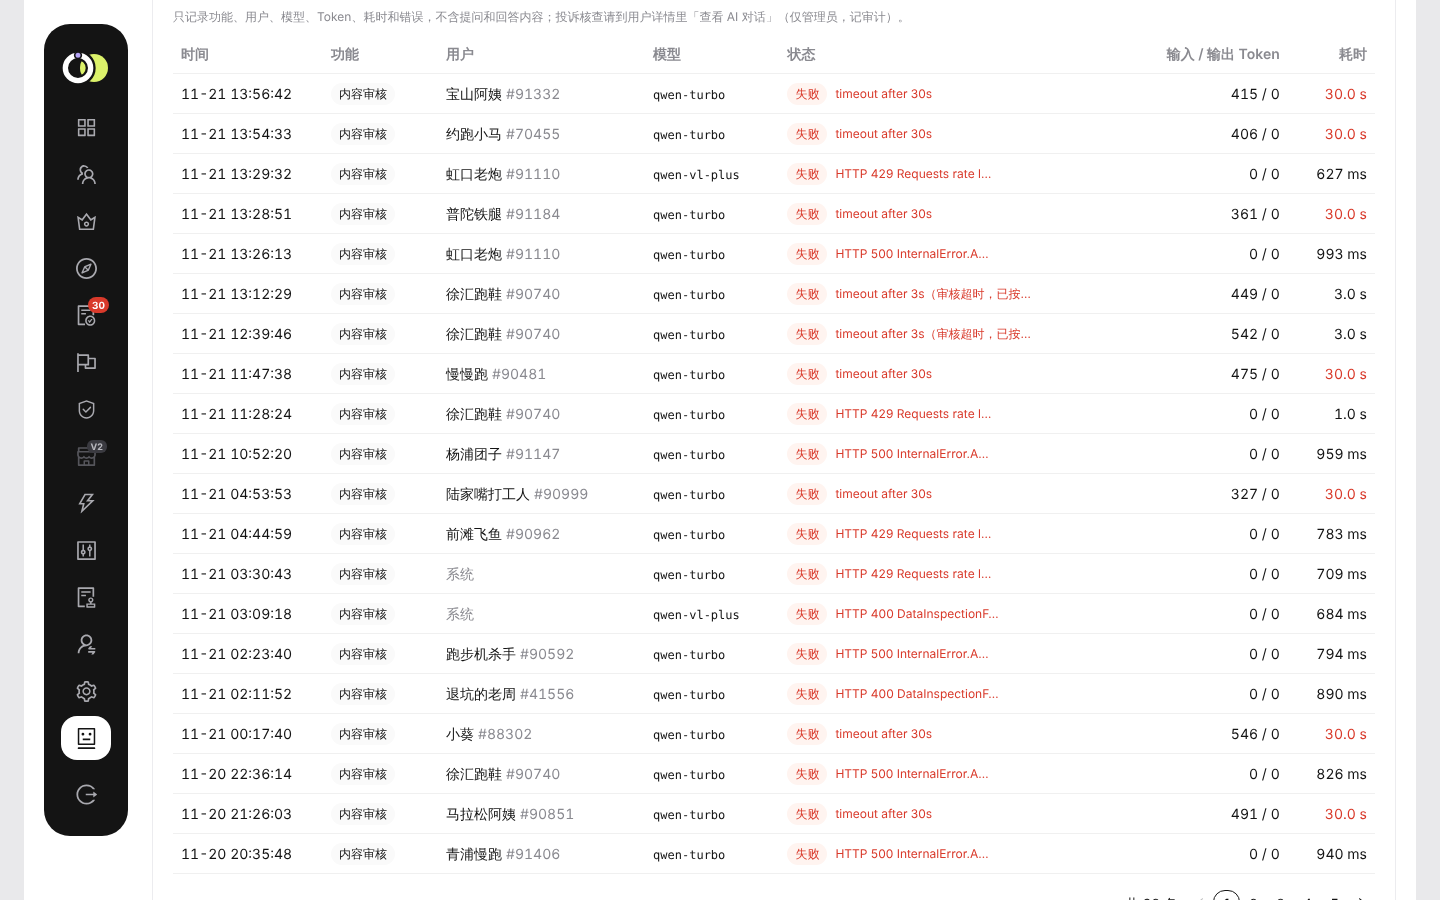 只记录功能、用户、模型、Token、耗时和错误，不含提问和回答内容；投诉核查请到用户详情里「查看 AI 对话」（仅管理员，记审计）。
时间 功能 用户 模型 状态 输入 / 输出 Token 耗时
11-21 13:56:42 内容审核 宝山阿姨 #91332 qwen-turbo 失败 timeout after 30s 415 / 0 30.0 s
11-21 13:54:33 内容审核 约跑小马 #70455 qwen-turbo 失败 timeout after 30s 406 / 0 30.0 s
11-21 13:29:32 内容审核 虹口老炮 #91110 qwen-vl-plus 失败 HTTP 429 Requests rate l... 0 / 0 627 ms
11-21 13:28:51 内容审核 普陀铁腿 #91184 qwen-turbo 失败 timeout after 30s 361 / 0 30.0 s
11-21 13:26:13 内容审核 虹口老炮 #91110 qwen-turbo 失败 HTTP 500 InternalError.A... 0 / 0 993 ms
11-21 13:12:29 内容审核 徐汇跑鞋 #90740 qwen-turbo 失败 timeout after 3s（审核超时，已按... 449 / 0 3.0 s
30
11-21 12:39:46 内容审核 徐汇跑鞋 #90740 qwen-turbo 失败 timeout after 3s（审核超时，已按... 542 / 0 3.0 s
11-21 11:47:38 内容审核 慢慢跑 #90481 qwen-turbo 失败 timeout after 30s 475 / 0 30.0 s
11-21 11:28:24 内容审核 徐汇跑鞋 #90740 qwen-turbo 失败 HTTP 429 Requests rate l... 0 / 0 1.0 s
V2
11-21 10:52:20 内容审核 杨浦团子 #91147 qwen-turbo 失败 HTTP 500 InternalError.A... 0 / 0 959 ms
11-21 04:53:53 内容审核 陆家嘴打工人 #90999 qwen-turbo 失败 timeout after 30s 327 / 0 30.0 s
11-21 04:44:59 内容审核 前滩飞鱼 #90962 qwen-turbo 失败 HTTP 429 Requests rate l... 0 / 0 783 ms
11-21 03:30:43 内容审核 系统 qwen-turbo 失败 HTTP 429 Requests rate l... 0 / 0 709 ms
11-21 03:09:18 内容审核 系统 qwen-vl-plus 失败 HTTP 400 DataInspectionF... 0 / 0 684 ms
11-21 02:23:40 内容审核 跑步机杀手 #90592 qwen-turbo 失败 HTTP 500 InternalError.A... 0 / 0 794 ms
11-21 02:11:52 内容审核 退坑的老周 #41556 qwen-turbo 失败 HTTP 400 DataInspectionF... 0 / 0 890 ms
11-21 00:17:40 内容审核 小葵 #88302 qwen-turbo 失败 timeout after 30s 546 / 0 30.0 s
11-20 22:36:14 内容审核 徐汇跑鞋 #90740 qwen-turbo 失败 HTTP 500 InternalError.A... 0 / 0 826 ms
11-20 21:26:03 内容审核 马拉松阿姨 #90851 qwen-turbo 失败 timeout after 30s 491 / 0 30.0 s
11-20 20:35:48 内容审核 青浦慢跑 #91406 qwen-turbo 失败 HTTP 500 InternalError.A... 0 / 0 940 ms